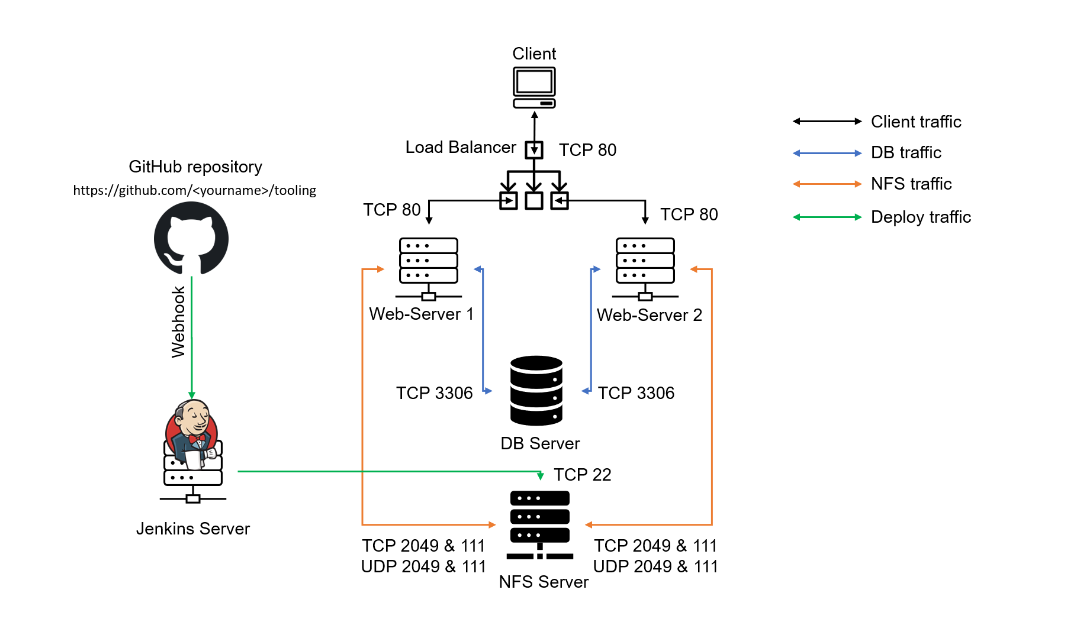 Client
Load Balancer
TCP 80
Client traffic
DB traffic
NFS traffic
Deploy traffic
GitHub repository
https://github.com/<yourname>/tooling
TCP 80
TCP 80
Webhook
Web-Server 1
Web-Server 2
TCP 3306
TCP 3306
DB Server
TCP 22
Jenkins Server
TCP 2049 & 111
UDP 2049 & 111
TCP 2049 & 111
UDP 2049 & 111
NFS Server